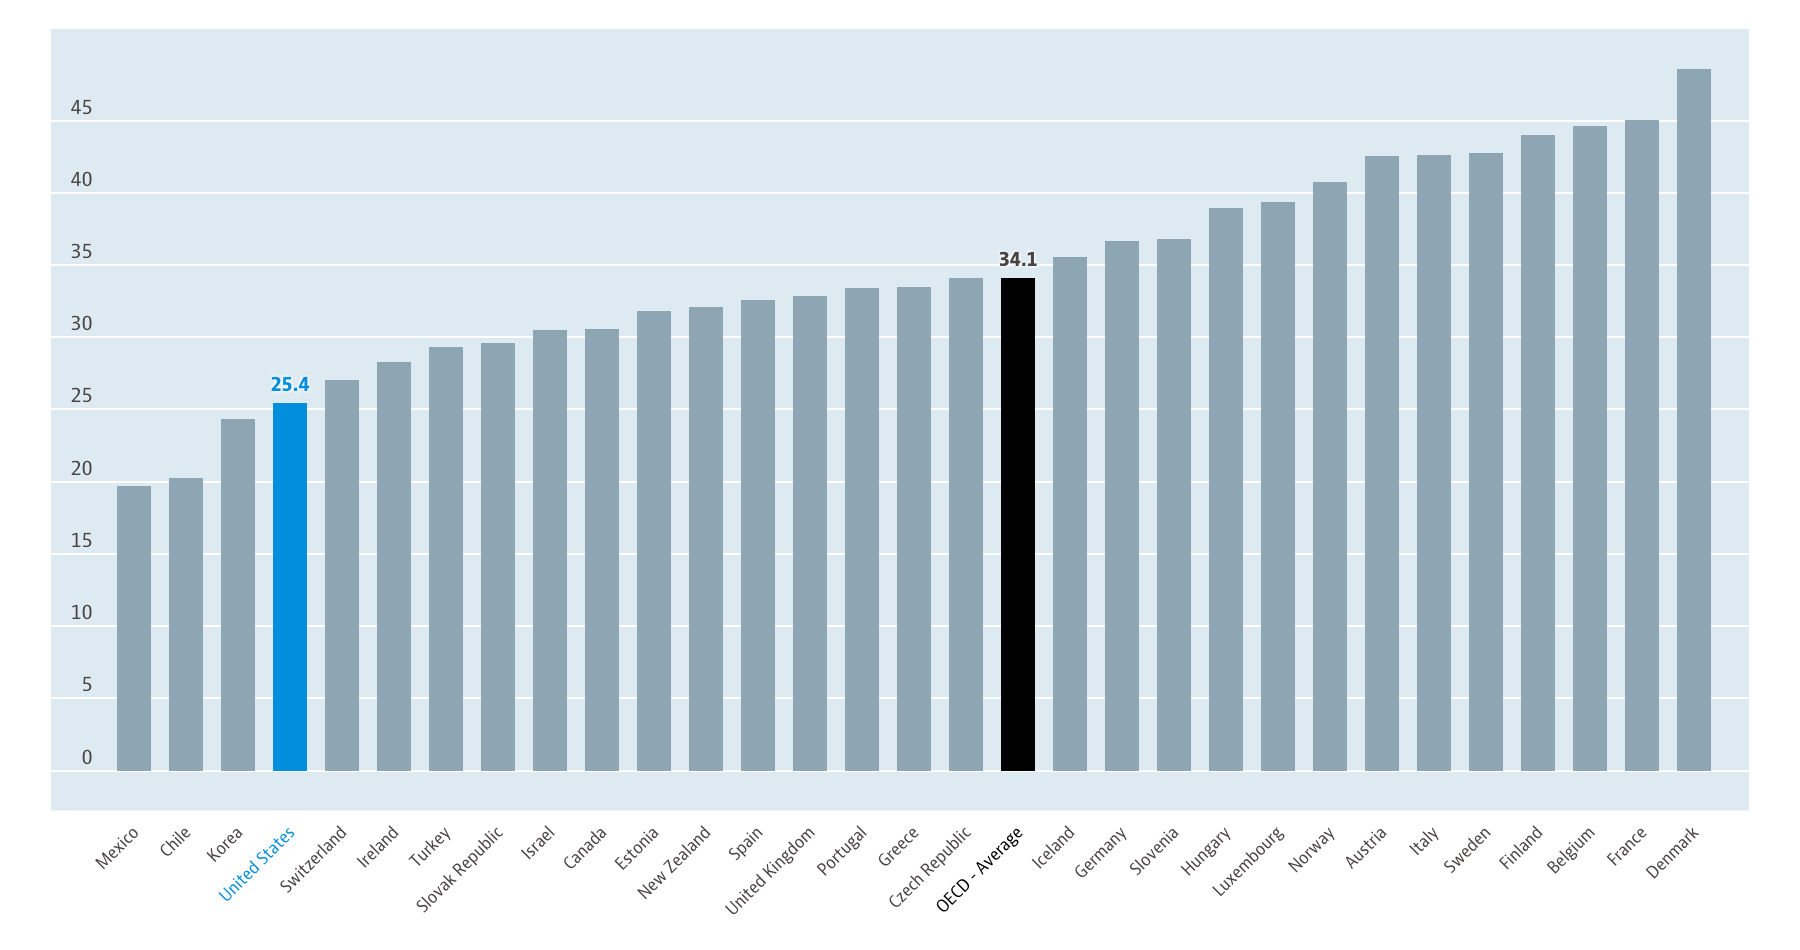 45
40
35
30
25
20
15
10
5
0
25.4
34.1
Mexico
Chile
Korea
United States
Switzerland
Ireland
Turkey
Slovak Republic
Israel
Canada
Estonia
New Zealand
Spain
United Kingdom
Portugal
Greece
Czech Republic
OECD - Average
Iceland
Germany
Slovenia
Hungary
Luxembourg
Norway
Austria
Italy
Sweden
Finland
Belgium
France
Denmark